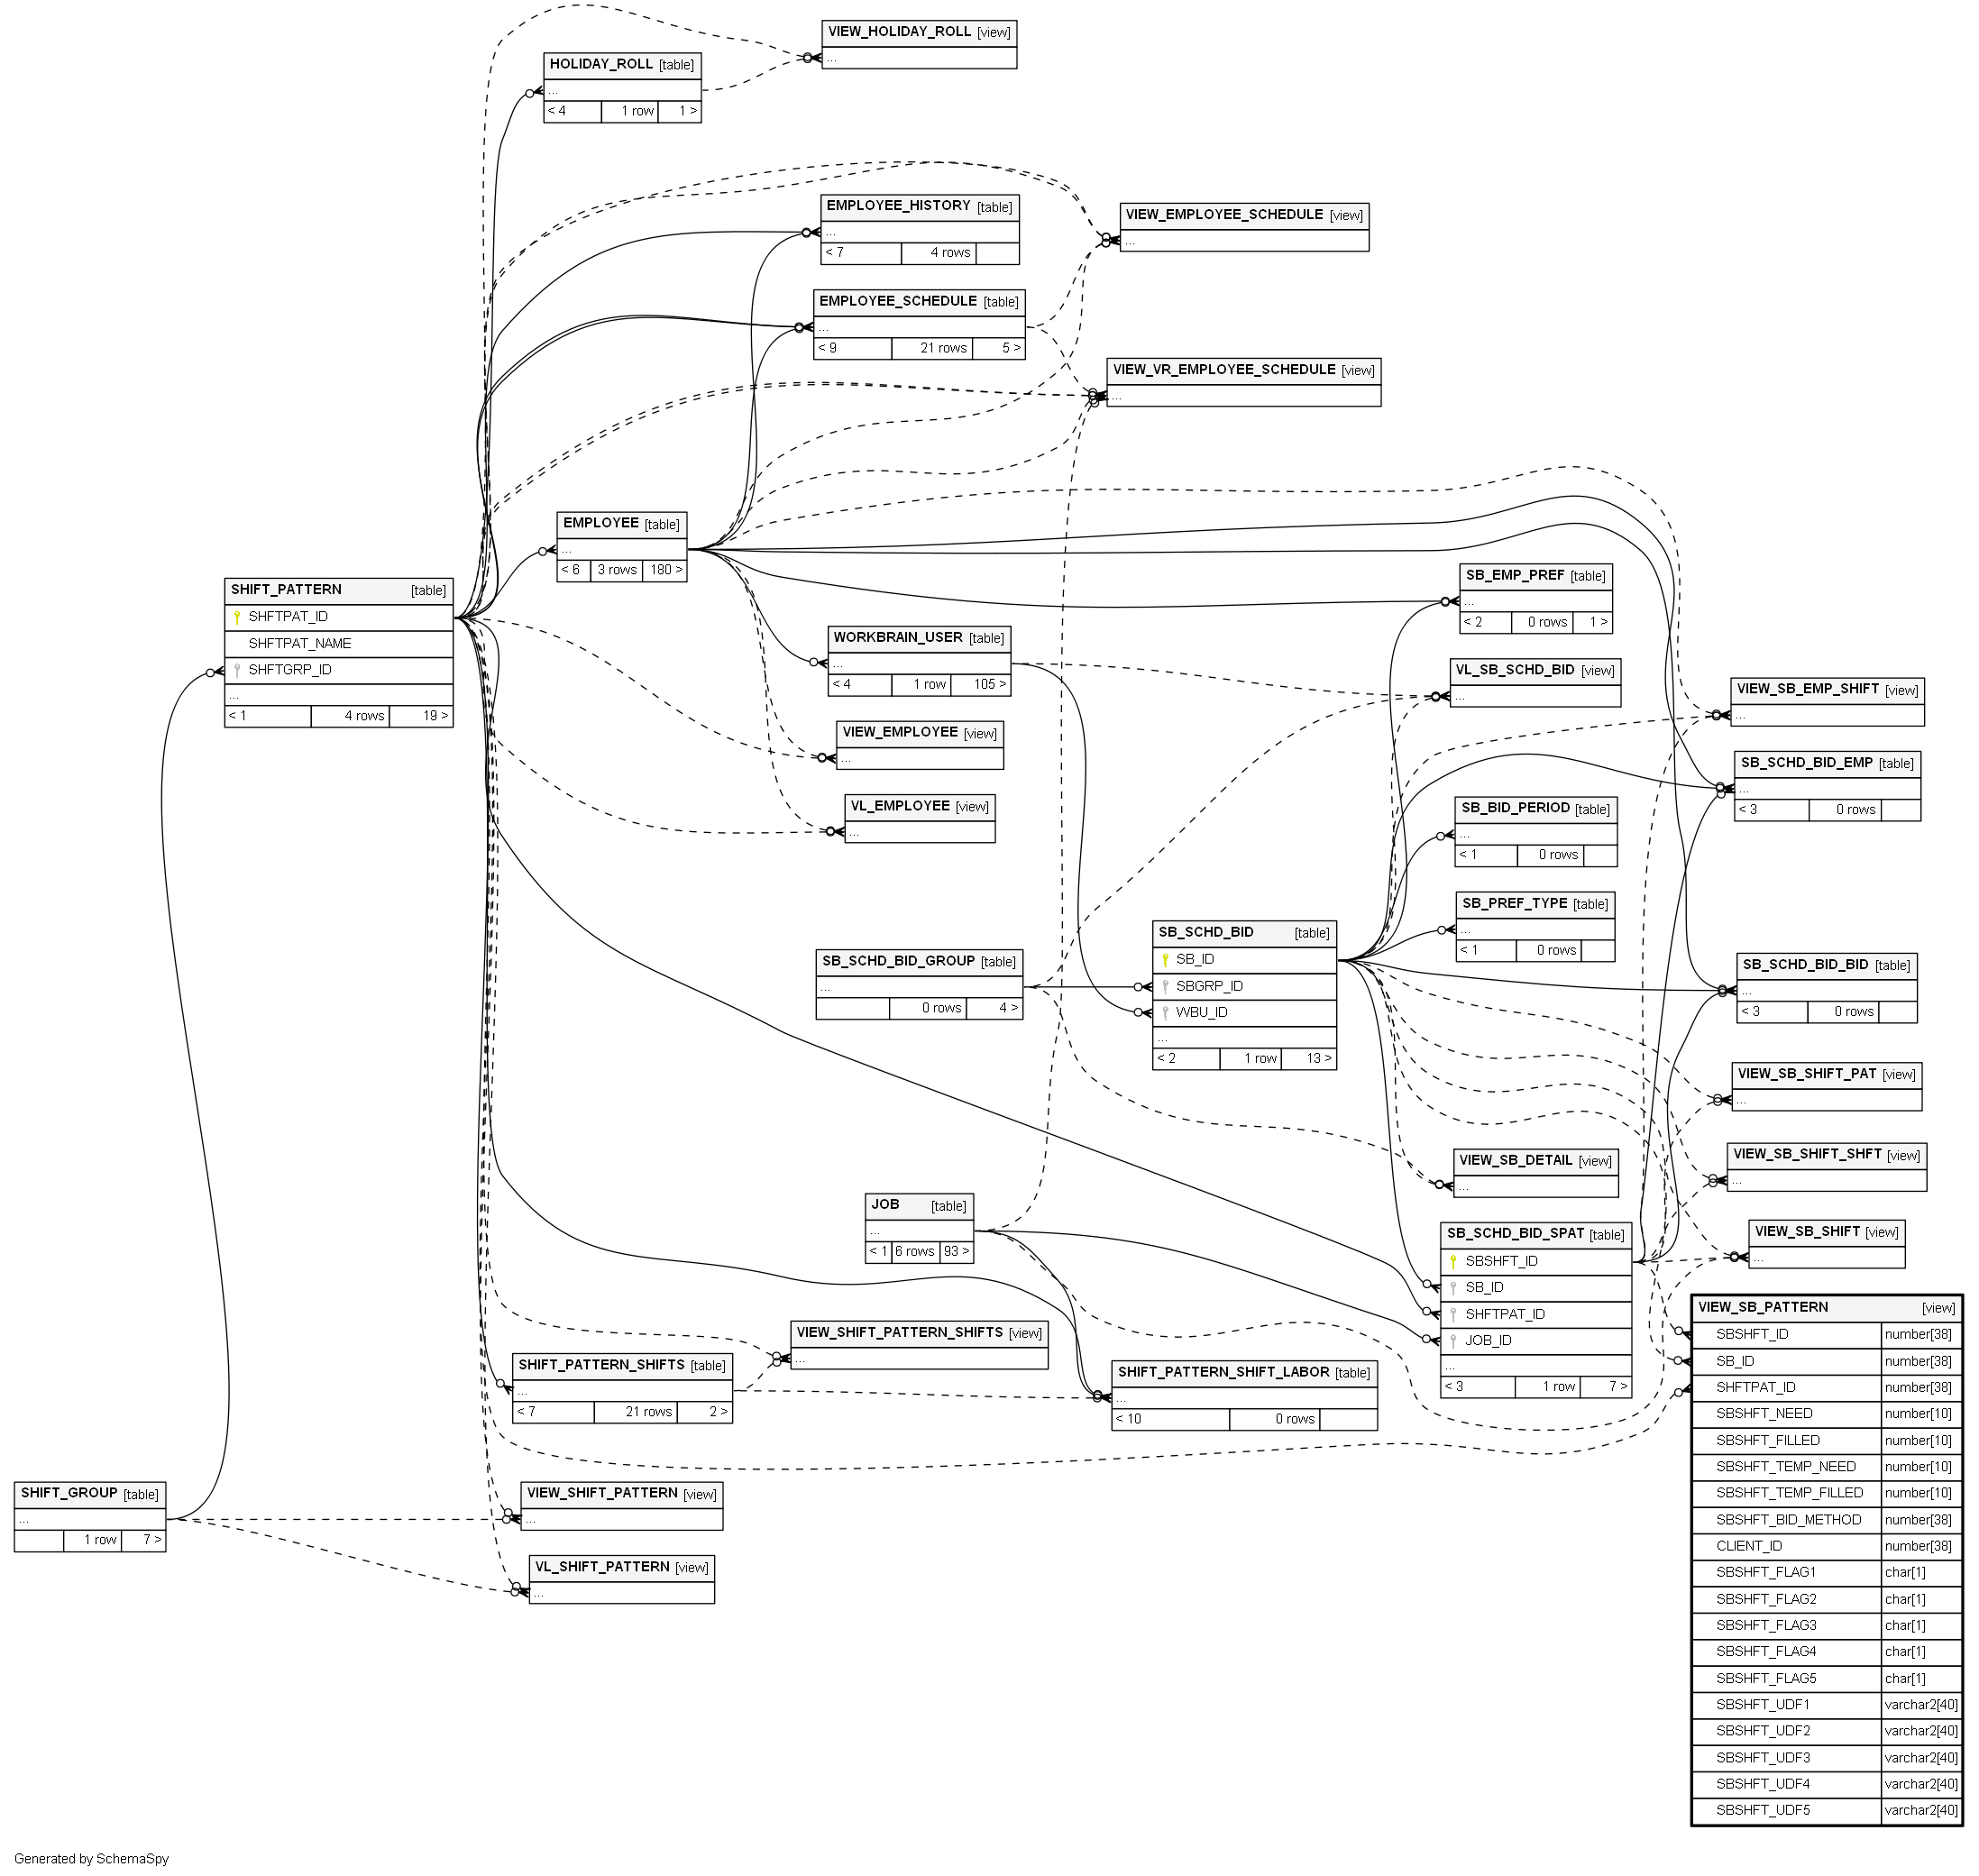 VIEW_HOLIDAY_ROLL [view]
...
HOLIDAY_ROLL [table]
...
< 4 1 row 1 >
EMPLOYEE_HISTORY [table]
...
< 7 4 rows
VIEW_EMPLOYEE_SCHEDULE [view]
...
EMPLOYEE_SCHEDULE [table]
...
< 9 21 rows 5 >
VIEW_VR_EMPLOYEE_SCHEDULE [view]
...
EMPLOYEE [table]
...
< 6 3 rows 180 >
SHIFT_PATTERN [table]
SHFTPAT_ID
SHFTPAT_NAME
SHFTGRP_ID
...
< 1 4 rows 19 >
SB_EMP_PREF [table]
...
< 2 0 rows 1 >
WORKBRAIN_USER [table]
...
< 4 1 row 105 >
VL_SB_SCHD_BID [view]
...
VIEW_SB_EMP_SHIFT [view]
...
VIEW_EMPLOYEE [view]
...
SB_SCHD_BID_EMP [table]
...
< 3 0 rows
VL_EMPLOYEE [view]
...
SB_BID_PERIOD [table]
...
< 1 0 rows
SB_PREF_TYPE [table]
...
< 1 0 rows
SB_SCHD_BID [table]
SB_ID
SBGRP_ID
WBU_ID
...
< 2 1 row 13 >
SB_SCHD_BID_GROUP [table]
...
0 rows 4 >
SB_SCHD_BID_BID [table]
...
< 3 0 rows
VIEW_SB_SHIFT_PAT [view]
...
VIEW_SB_SHIFT_SHFT [view]
...
VIEW_SB_DETAIL [view]
...
JOB [table]
...
< 1 6 rows 93 >
SB_SCHD_BID_SPAT [table]
SBSHFT_ID
SB_ID
SHFTPAT_ID
JOB_ID
...
< 3 1 row 7 >
VIEW_SB_SHIFT [view]
...
VIEW_SB_PATTERN [view]
SBSHFT_ID number[38]
SB_ID number[38]
SHFTPAT_ID number[38]
SBSHFT_NEED number[10]
SBSHFT_FILLED number[10]
SBSHFT_TEMP_NEED number[10]
SBSHFT_TEMP_FILLED number[10]
SBSHFT_BID_METHOD number[38]
CLIENT_ID number[38]
SBSHFT_FLAG1 char[1]
SBSHFT_FLAG2 char[1]
SBSHFT_FLAG3 char[1]
SBSHFT_FLAG4 char[1]
SBSHFT_FLAG5 char[1]
SBSHFT_UDF1 varchar2[40]
SBSHFT_UDF2 varchar2[40]
SBSHFT_UDF3 varchar2[40]
SBSHFT_UDF4 varchar2[40]
SBSHFT_UDF5 varchar2[40]
VIEW_SHIFT_PATTERN_SHIFTS [view]
...
SHIFT_PATTERN_SHIFTS [table]
...
< 7 21 rows 2 >
SHIFT_PATTERN_SHIFT_LABOR [table]
...
< 10 0 rows
SHIFT_GROUP [table]
...
1 row 7 >
VIEW_SHIFT_PATTERN [view]
...
VL_SHIFT_PATTERN [view]
...
Generated by SchemaSpy